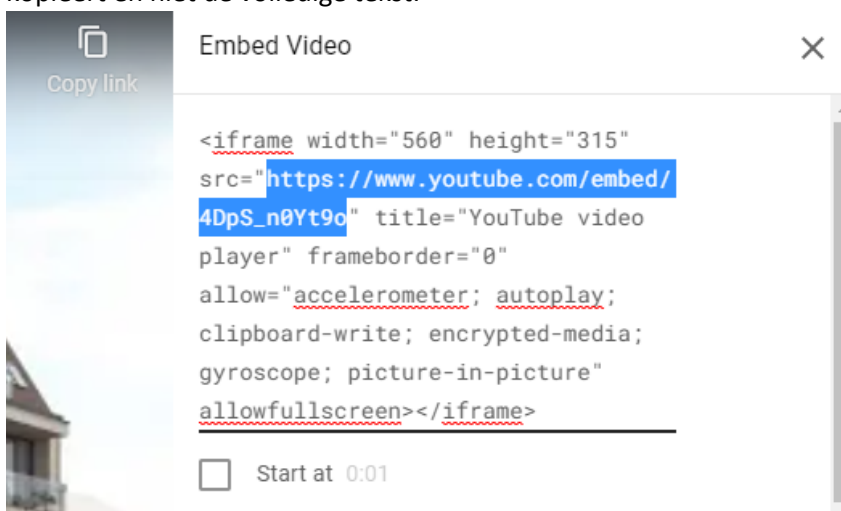 kopieert en niet de volledige tekst.
Copy link
Embed Video
<iframe width="560" height="315"
src="https://www.youtube.com/embed/
4DpS_n0Yt9o" title="YouTube video
player" frameborder="0"
allow="accelerometer; autoplay;
clipboard-write; encrypted-media;
gyroscope; picture-in-picture"
allowfullscreen></iframe>
Start at 0:01